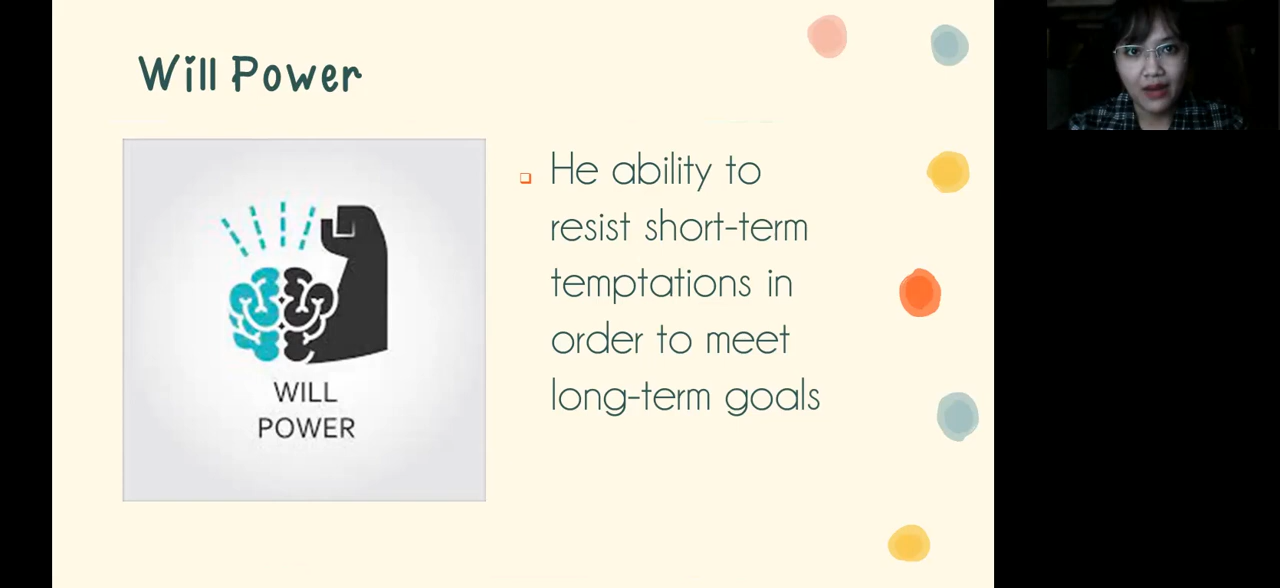 Will Power
WILL
POWER
He ability to
resist short-term
temptations in
order to meet
long-term goals